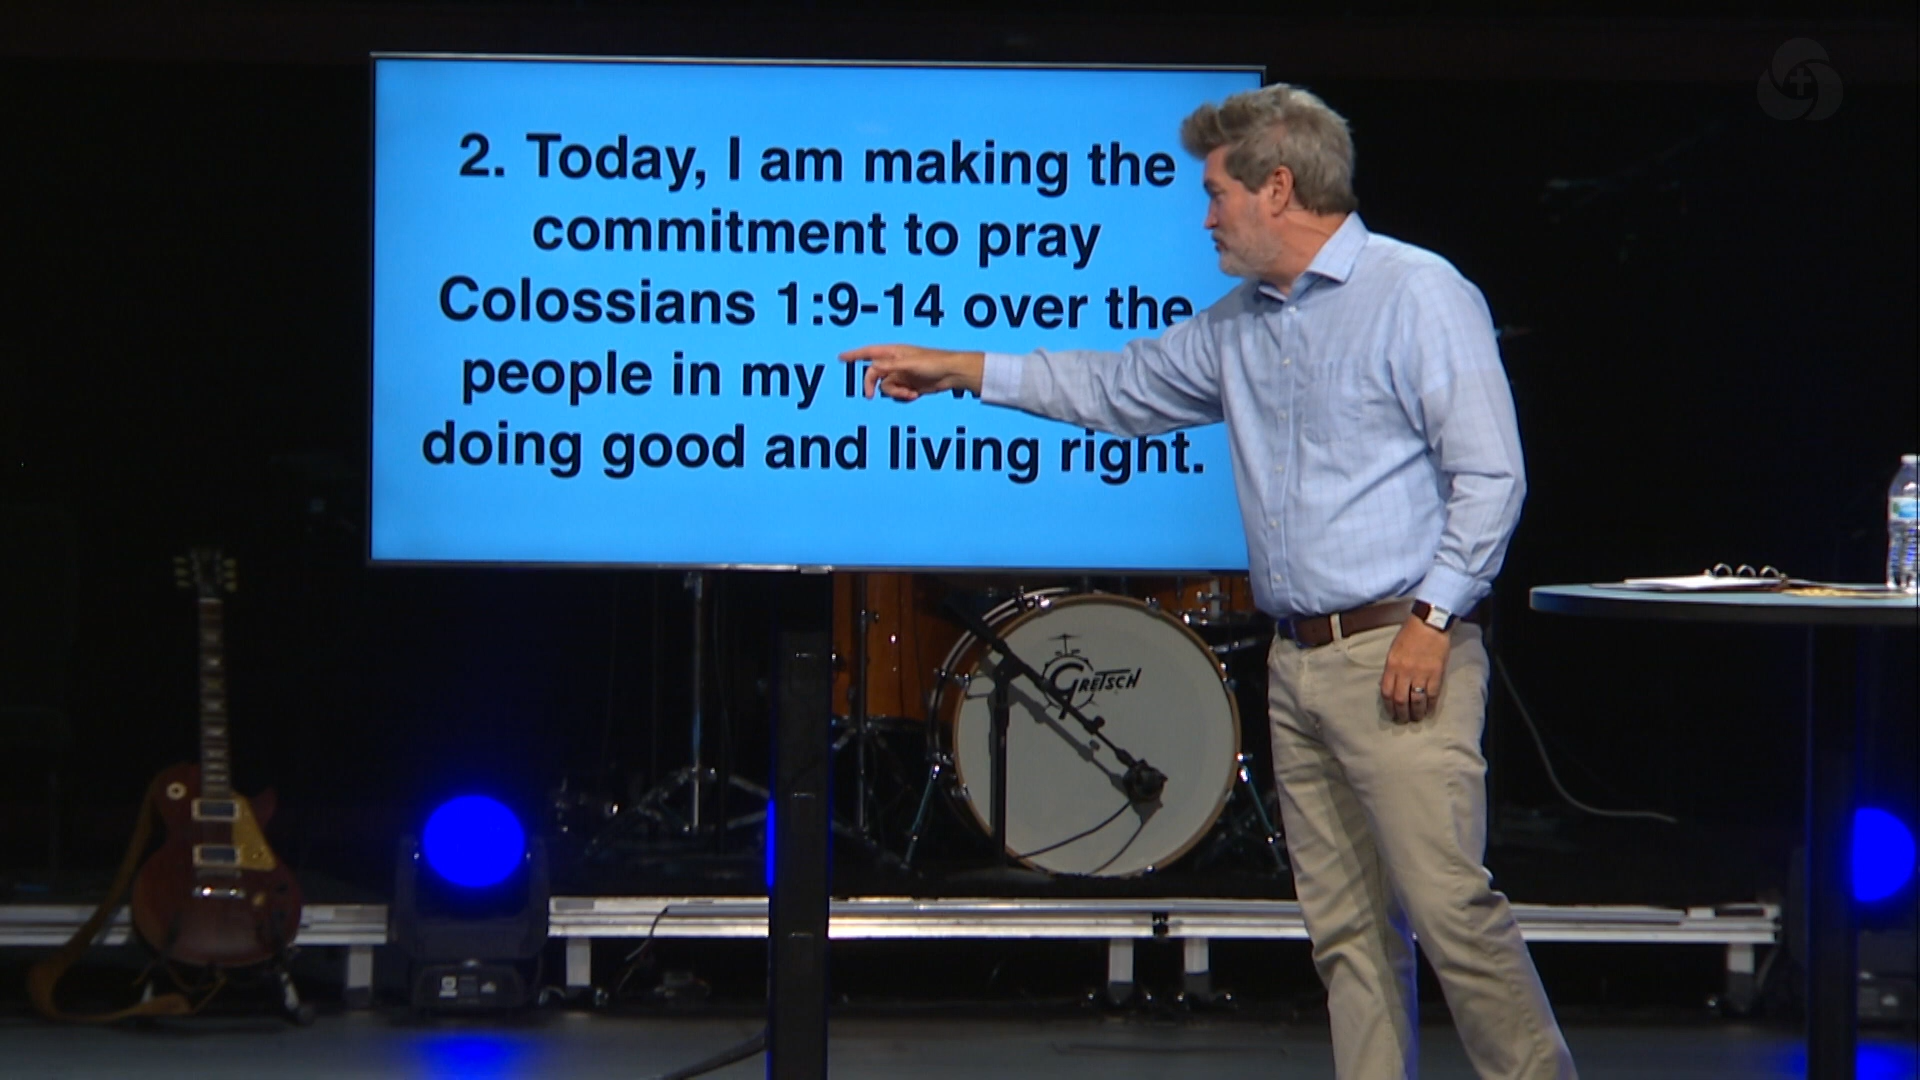 2. Today, I am making the
commitment to pray
Colossians 1:9-14 over the
people in my
doing good and living right.
GRETSCH